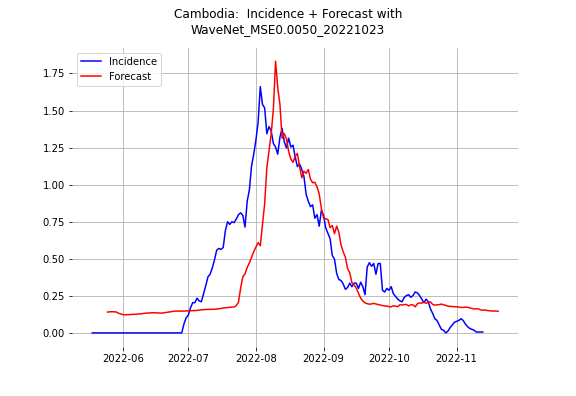 Cambodia:  Incidence + Forecast with
WaveNet_MSE0.0050_20221023
Incidence
Forecast
1.75
1.50
1.25
1.00
0.75
0.50
0.25
0.00
2022-06 2022-07 2022-08 2022-09 2022-10 2022-11